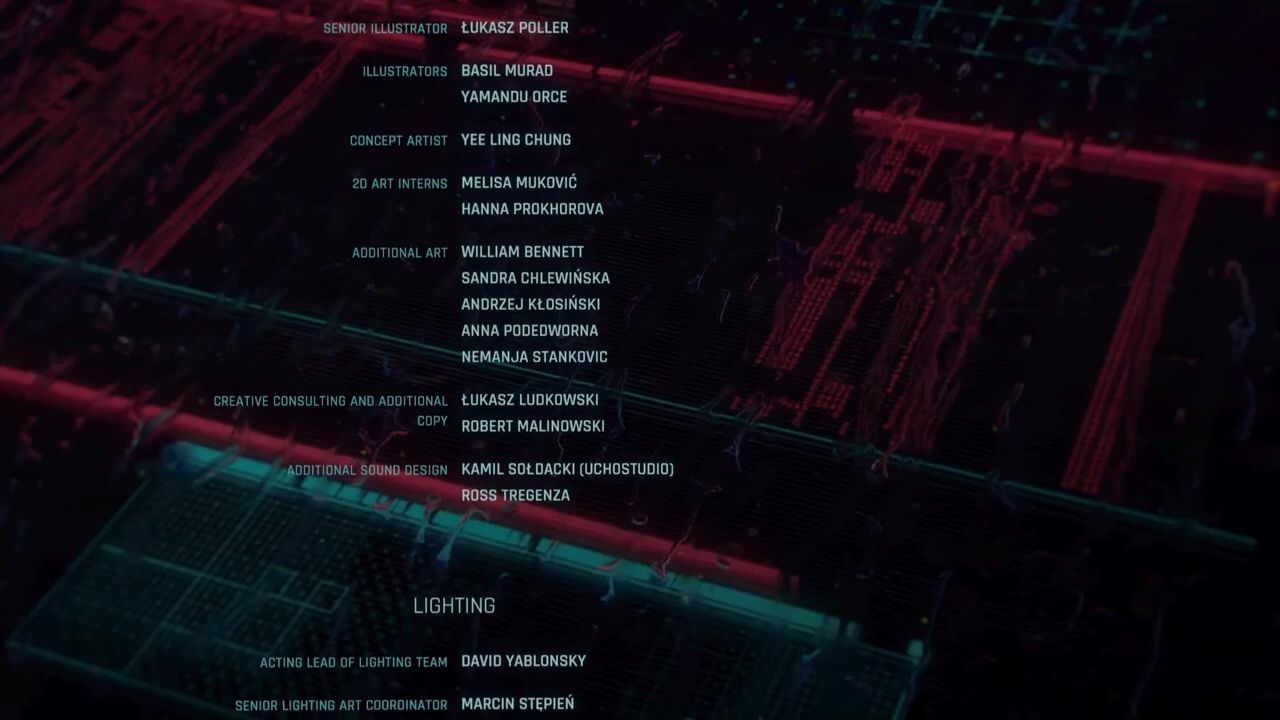 SENIOR ILLUSTRATOR ŁUKASZ POLLER
ILLUSTRATORS BASIL MURAD
YAMANDU ORCE
CONCEPT ARTIST YEE LING CHUNG
2D ART INTERNS MELISA MUKOVIĆ
HANNA PROKHOROVA
ADDITIONAL ART WILLIAM BENNETT
SANDRA CHLEWIŃSKA
ANDRZEJ KŁOSIŃSKI
ANNA PODEDWORNA
NEMANJA STANKOVIC
CREATIVE CONSULTING AND ADDITIONAL ŁUKASZ LUDKOWSKI
COPY ROBERT MALINOWSKI
ADDITIONAL SOUND DESIGN KAMIL SOŁDACKI (UCHOSTUDIO)
ROSS TREGENZA
LIGHTING
ACTING LEAD OF LIGHTING TEAM DAVID YABLONSKY
SENIOR LIGHTING ART COORDINATOR MARCIN STĘPIEŃ